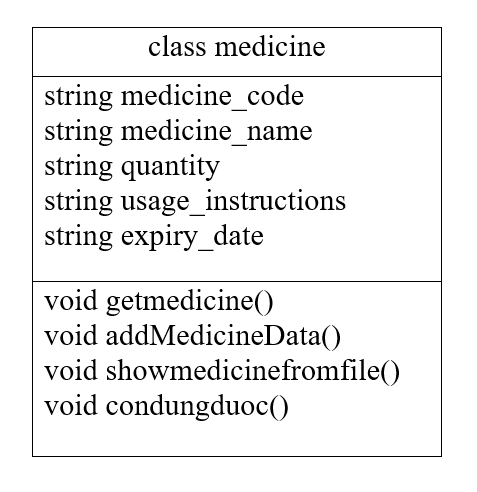 class medicine
string medicine_code
string medicine_name
string quantity
string usage_instructions
string expiry_date
void getmedicine()
void addMedicineData()
void showmedicinefromfile()
void condungduoc()